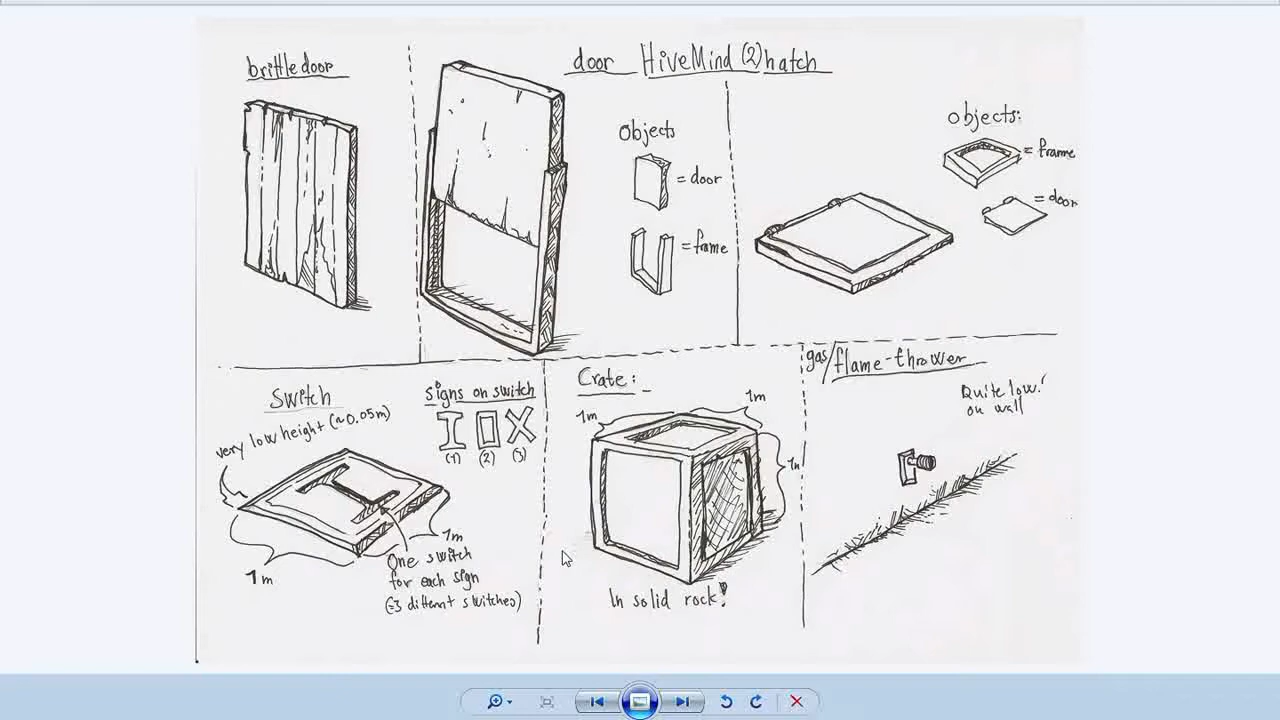 brittle door
door HiveMind (2) hatch
Objects
= door
= frame
objects:
= frame
= door
Switch
very low height (~0.05m)
signs on switch
I O X
(1) (2) (3)
1m
1m
One switch
for each sign
(=3 different switches)
Crate:
1m
1m
1m
In solid rock!
gas/flame-thrower
Quite low!
on wall